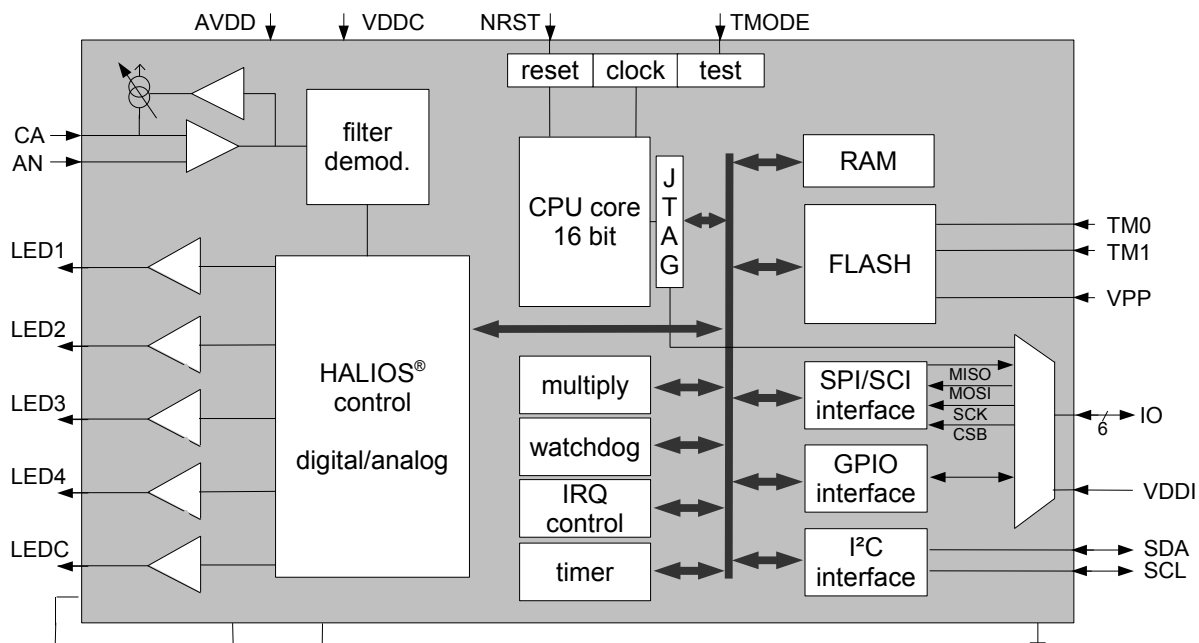 AVDD
VDDC
NRST
TMODE
reset
clock
test
CA
AN
filter
demod.
CPU core
16 bit
JTAG
RAM
FLASH
TM0
TM1
VPP
LED1
LED2
LED3
LED4
LEDC
HALIOS®
control
digital/analog
multiply
watchdog
IRQ
control
timer
SPI/SCI
interface
MISO
MOSI
SCK
CSB
GPIO
interface
I²C
interface
6
IO
VDDI
SDA
SCL